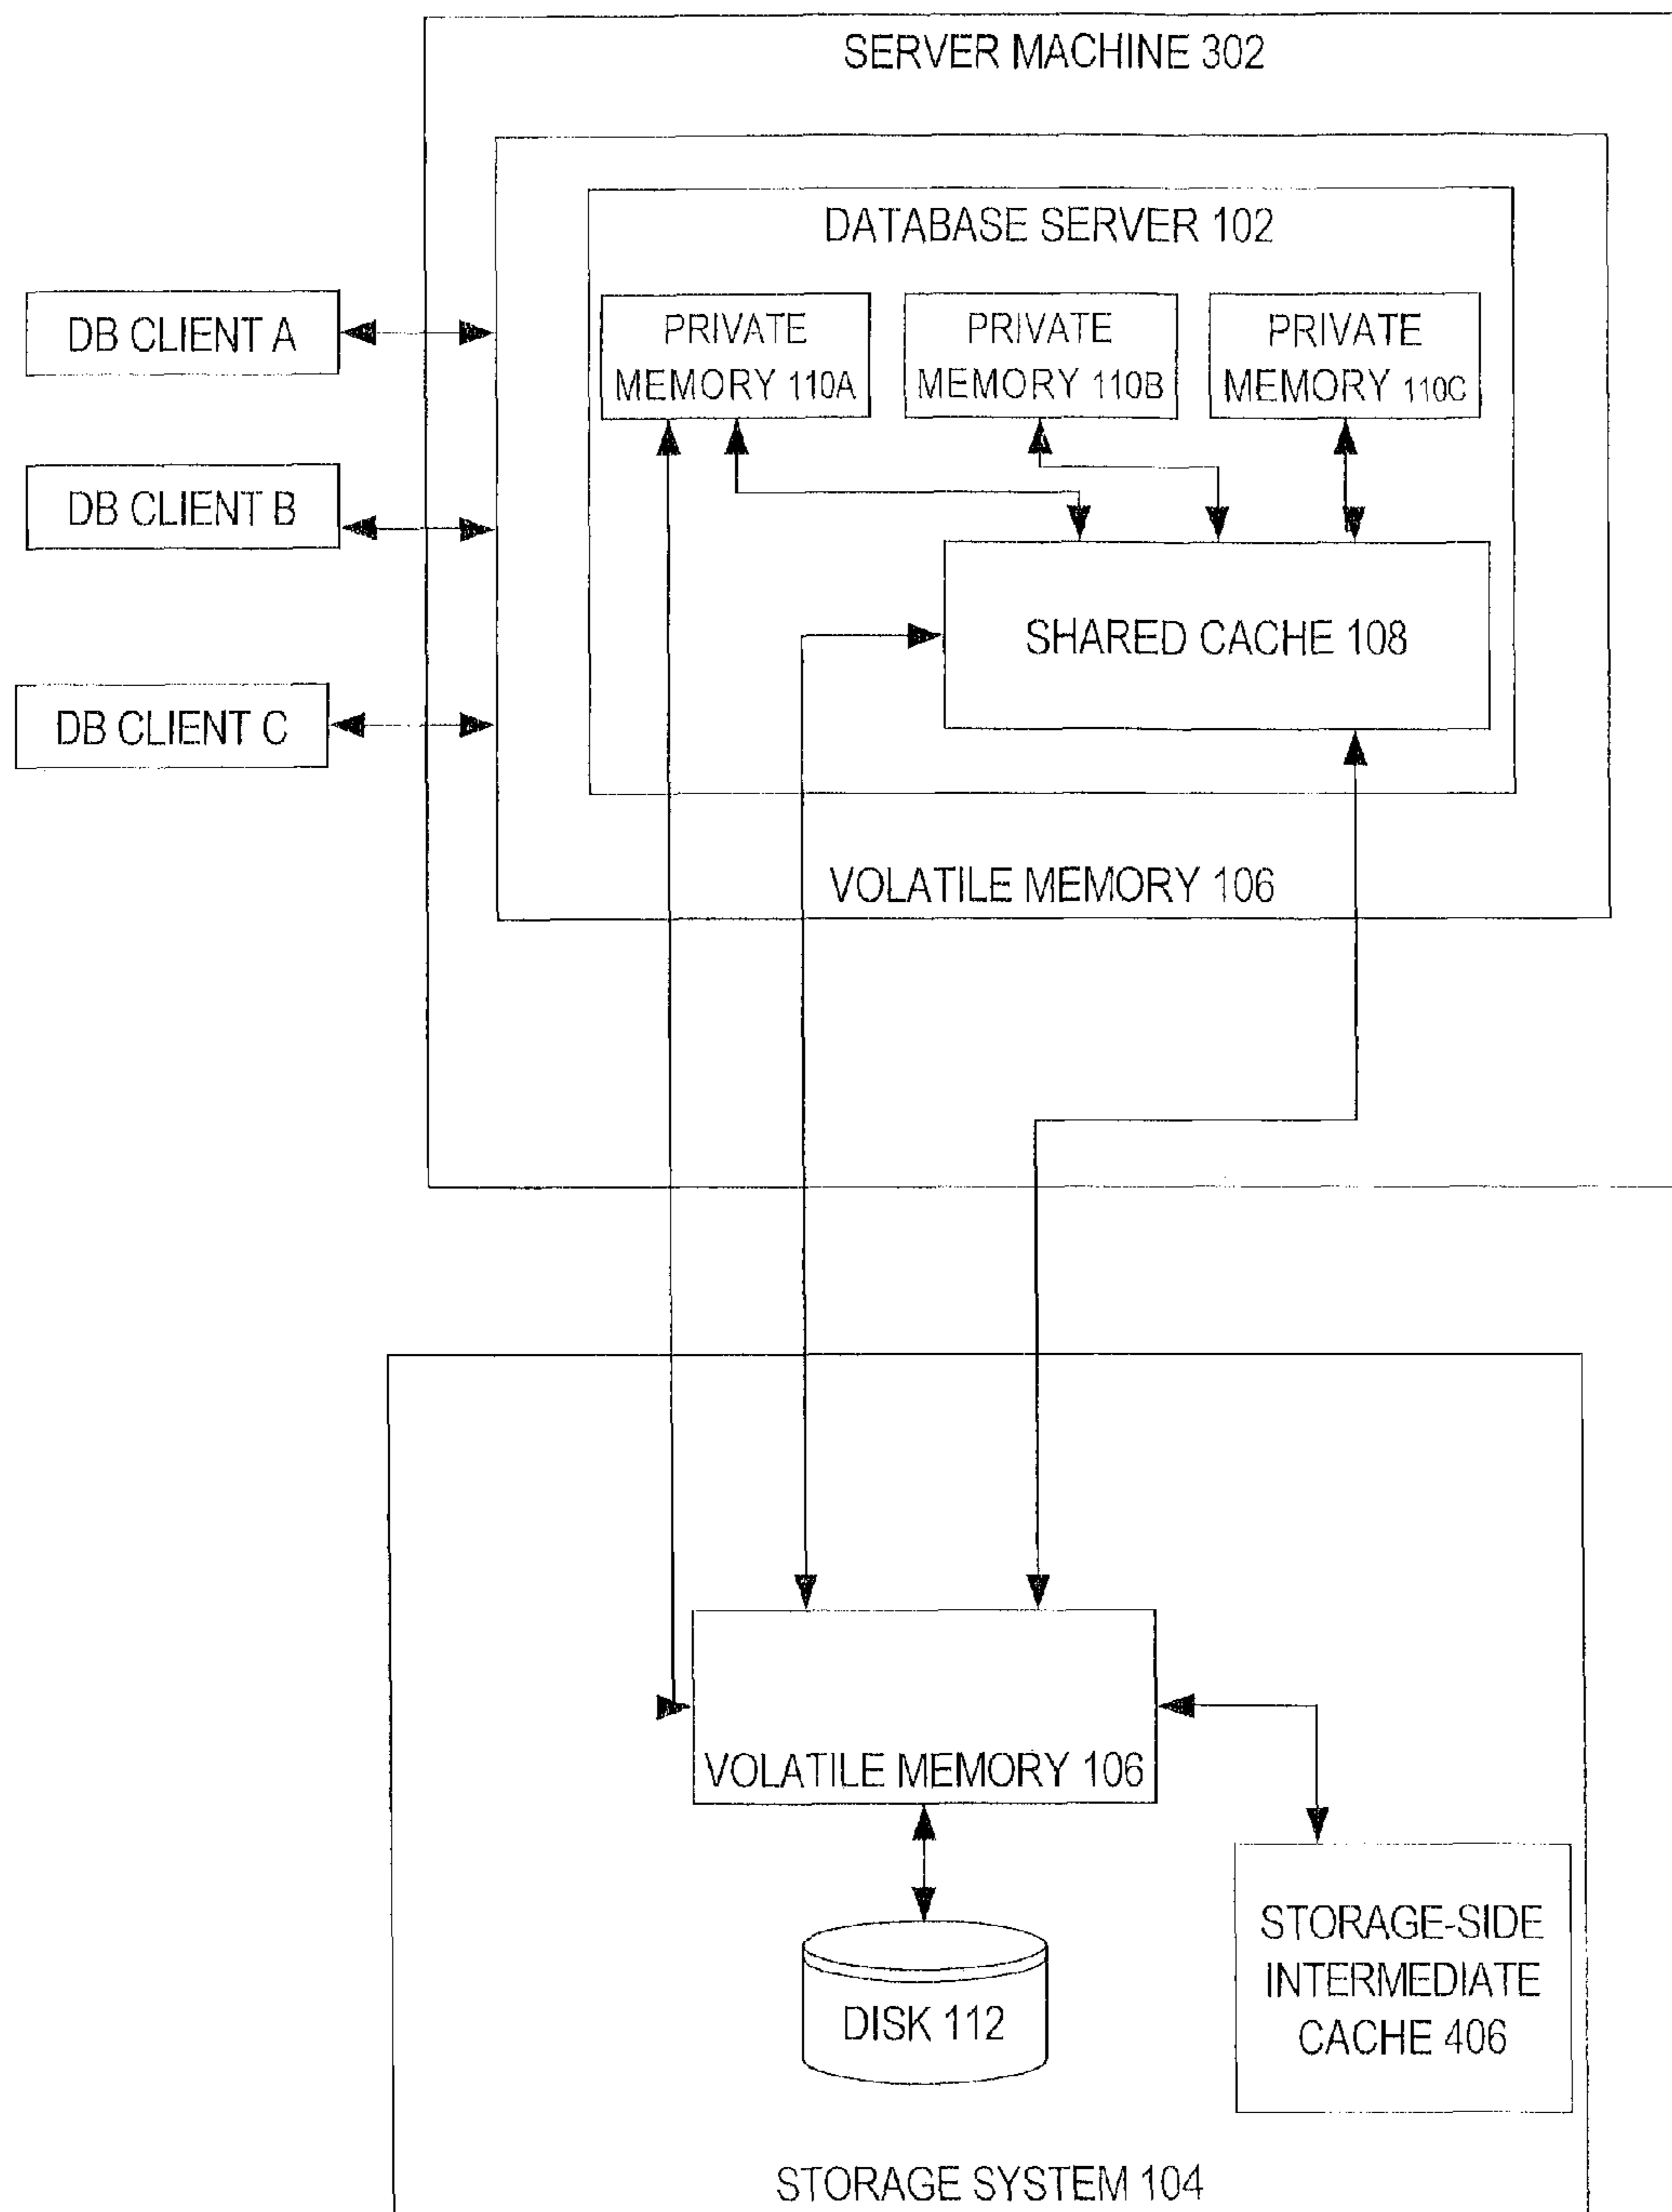 SERVER MACHINE 302
DATABASE SERVER 102
DB CLIENT A
PRIVATE
MEMORY 110A
PRIVATE
MEMORY 110B
PRIVATE
MEMORY 110C
DB CLIENT B
SHARED CACHE 108
DB CLIENT C
VOLATILE MEMORY 106
VOLATILE MEMORY 106
STORAGE-SIDE
INTERMEDIATE
CACHE 406
DISK 112
STORAGE SYSTEM 104